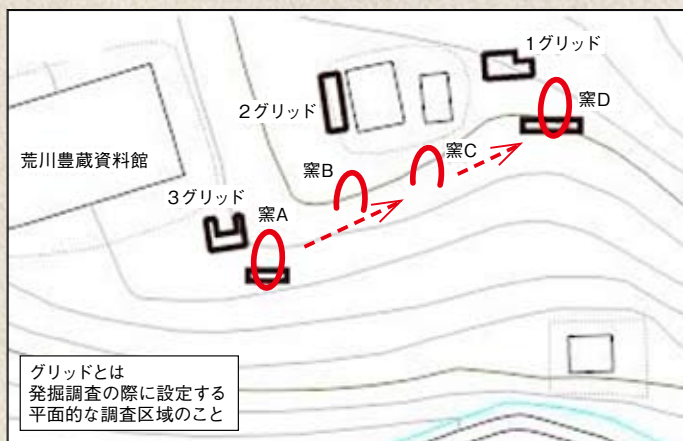 1グリッド
窯D
2グリッド
荒川豊蔵資料館
窯C
窯B
3グリッド
窯A
グリッドとは
発掘調査の際に設定する
平面的な調査区域のこと